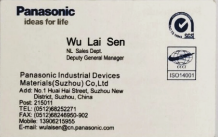 Panasonic
ideas for life
SGS
Wu Lai Sen
NL Sales Dept.
Deputy General Manager
ISO14001
Panasonic Industrial Devices
Materials(Suzhou) Co.,Ltd
Add: No.1 Huai Hai Street, Suzhou New
District, Suzhou, China
Post: 215011
TEL: (0512)68252271
FAX: (0512)68246950-902
Mobile: 13906215955
E-mail: wulaisen@cn.panasonic.com